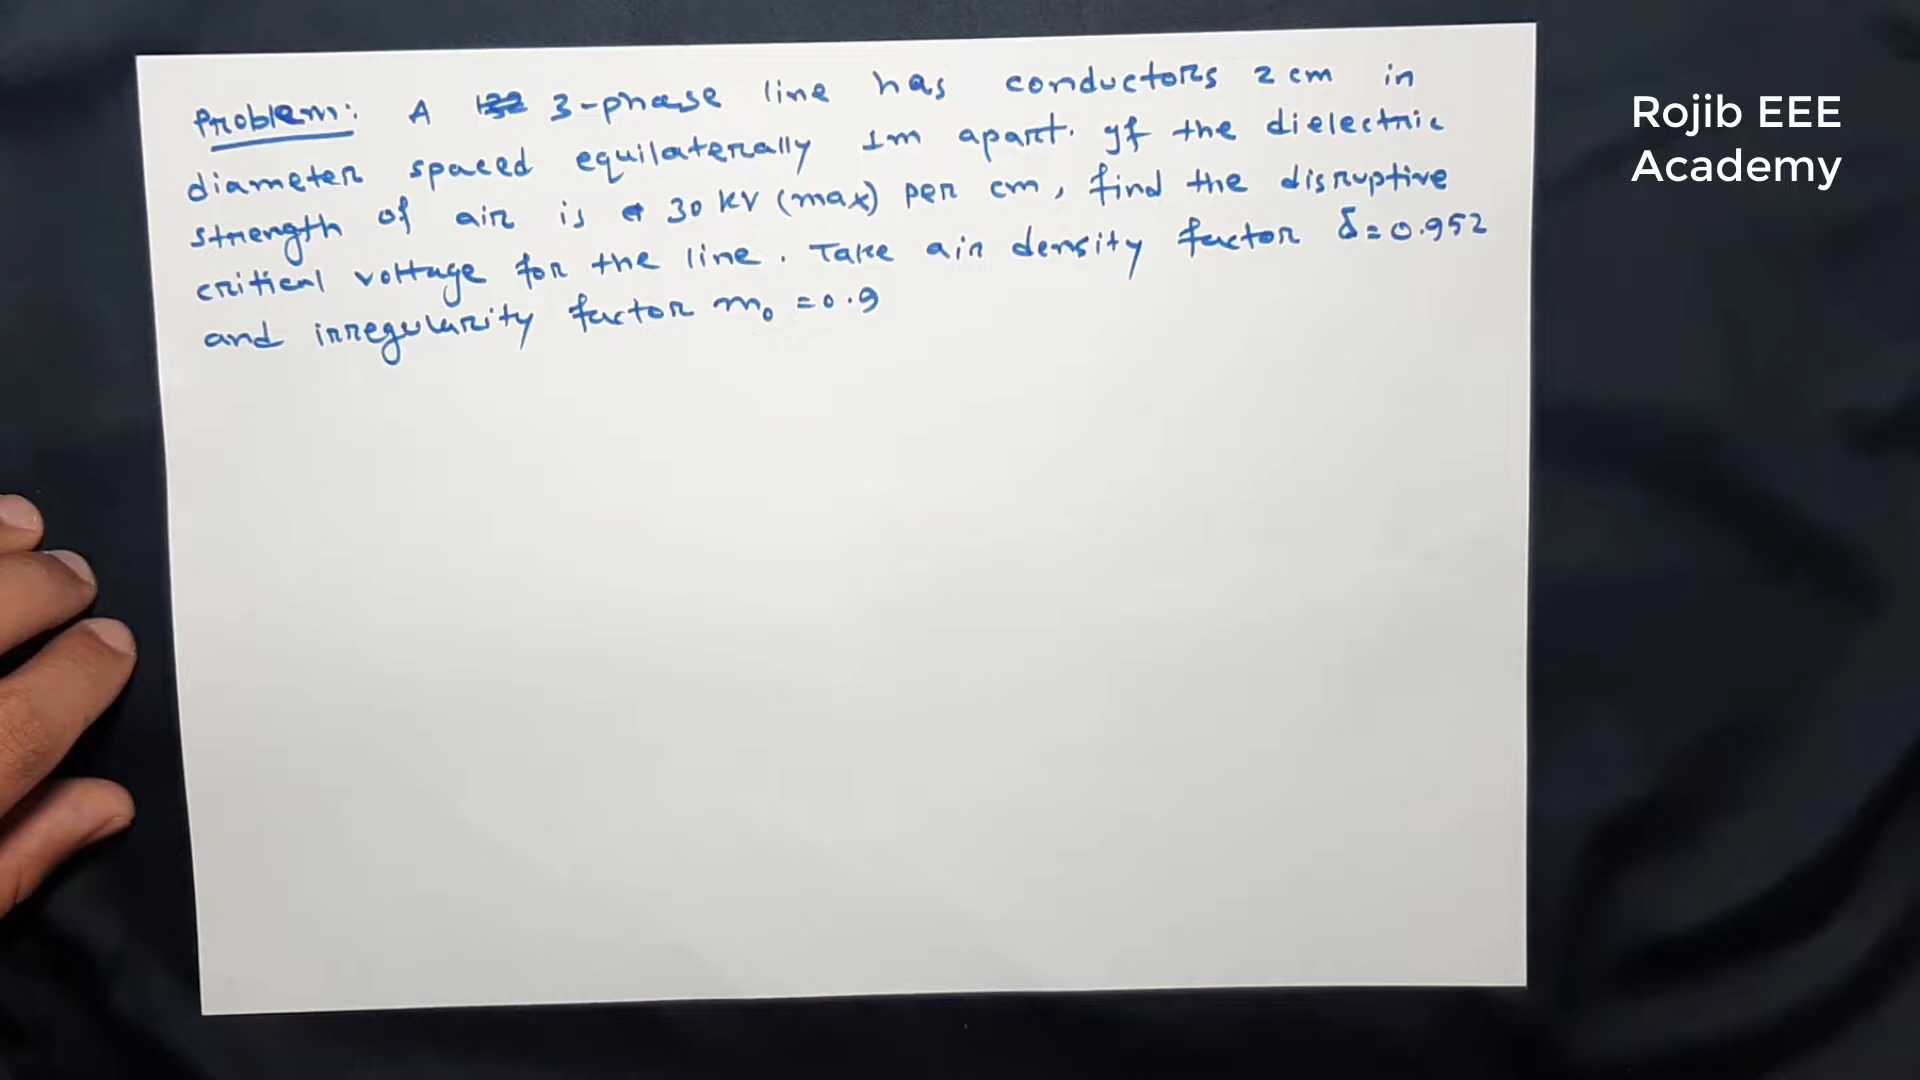 Problem: A 3-phase line has conductors 2 cm in
diameter spaced equilaterally 1m apart. If the dielectric
strength of air is 30 kV (max) per cm, find the disruptive
critical voltage for the line. Take air density factor δ=0.952
and irregularity factor m₀ =0.9
Rojib EEE
Academy